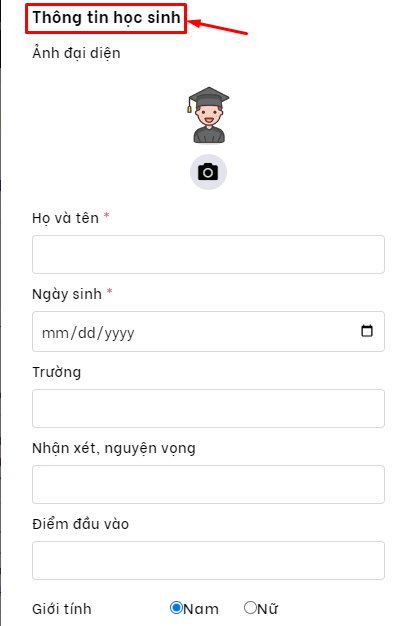 Thông tin học sinh
Ảnh đại diện
Họ và tên *
Ngày sinh *
mm/dd/yyyy
Trường
Nhận xét, nguyện vọng
Điểm đầu vào
Giới tính Nam Nữ